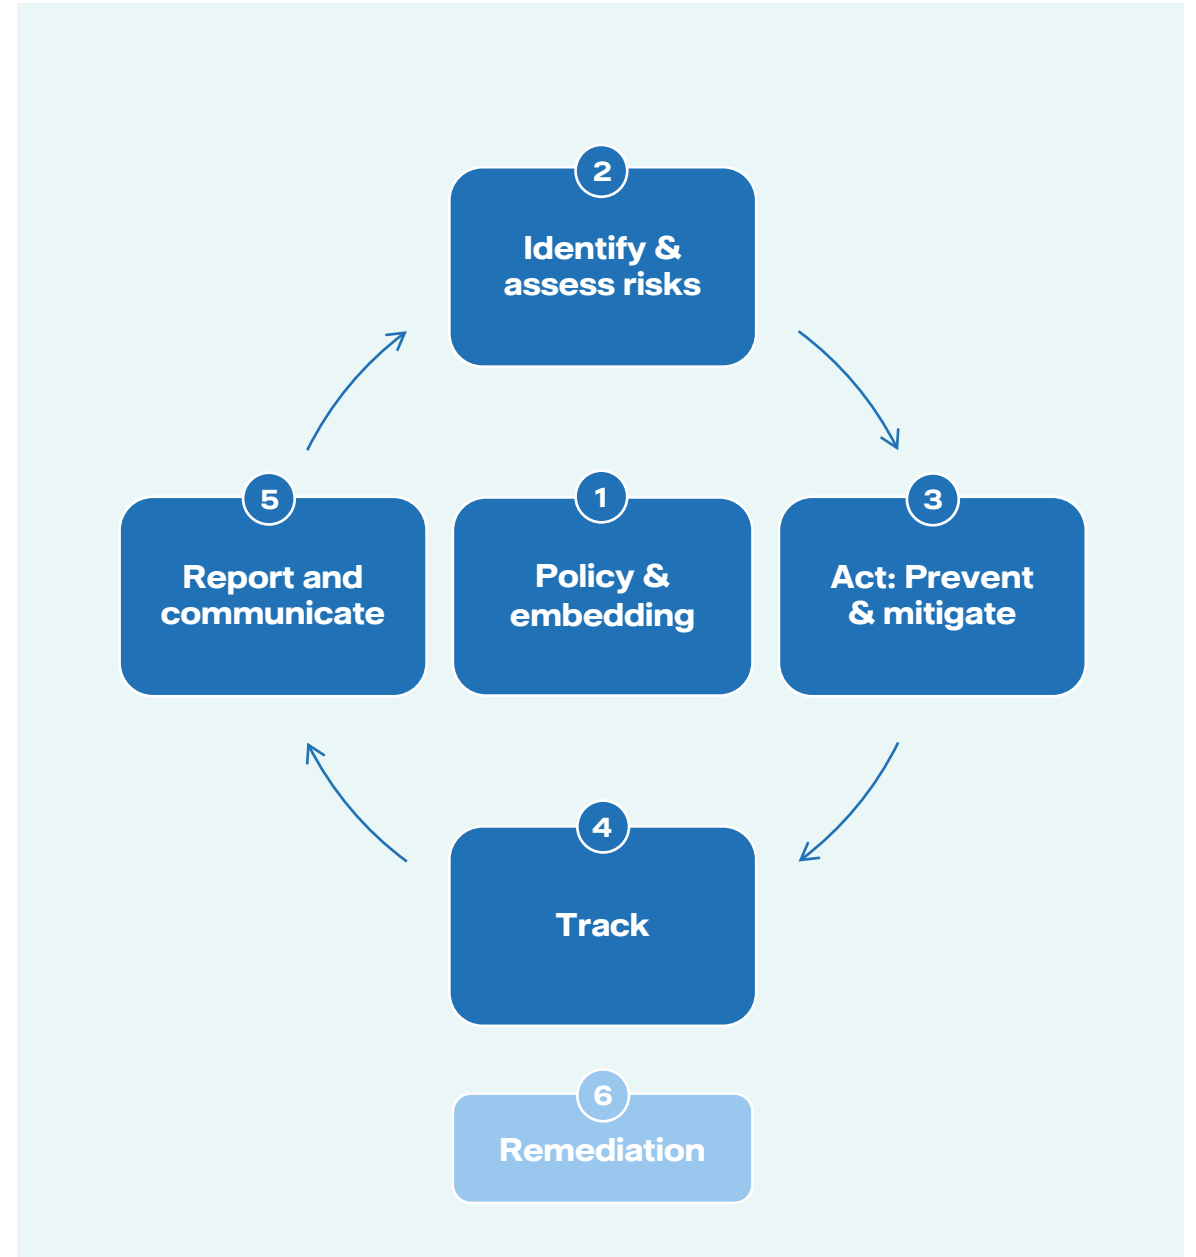 2
Identify &
assess risks
5
Report and
communicate
1
Policy &
embedding
3
Act: Prevent
& mitigate
4
Track
6
Remediation